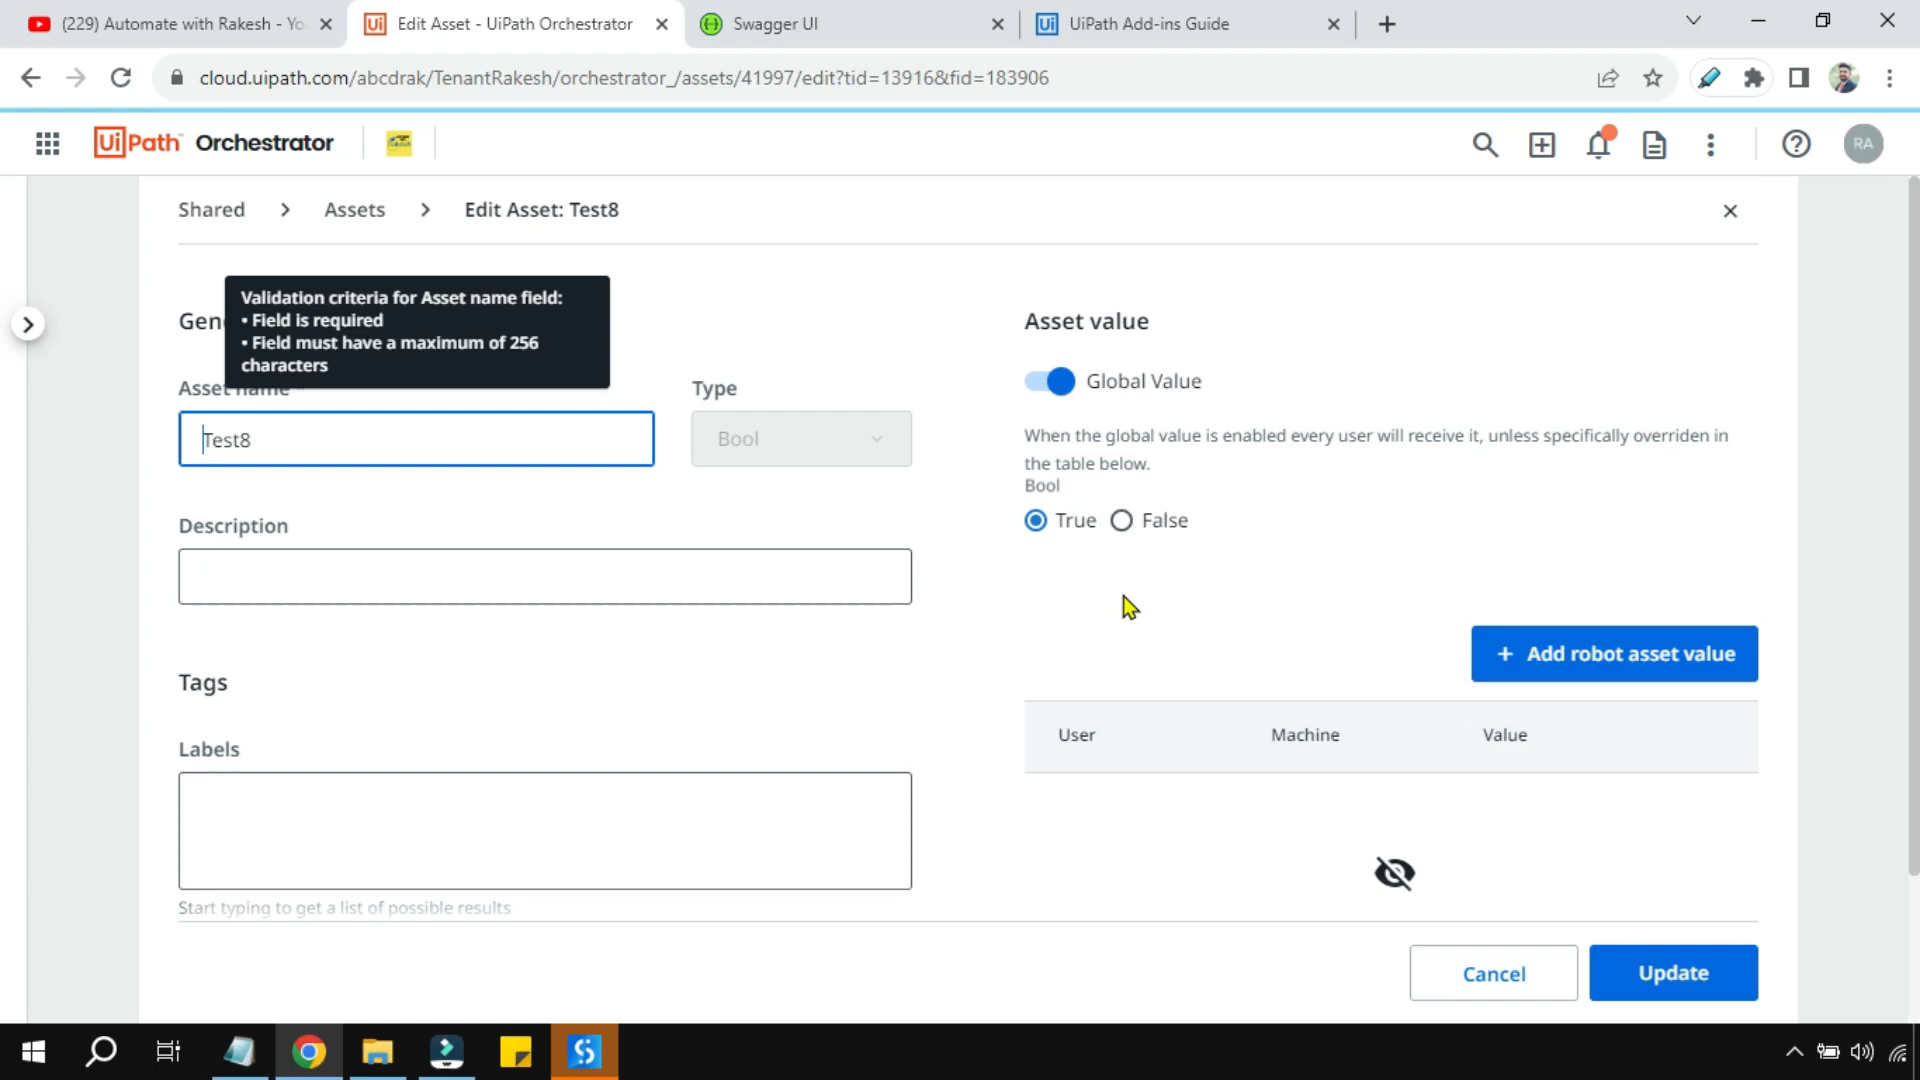 (229) Automate with Rakesh - Yo
Edit Asset - UiPath Orchestrator
Swagger UI
UiPath Add-ins Guide
cloud.uipath.com/abcdrak/TenantRakesh/orchestrator_/assets/41997/edit?tid=13916&fid=183906
UiPath Orchestrator
RA
Shared
Assets
Edit Asset: Test8
Validation criteria for Asset name field:
• Field is required
• Field must have a maximum of 256
characters
Gen
Asset name
Type
Test8
Bool
Description
Tags
Labels
Start typing to get a list of possible results
Asset value
Global Value
When the global value is enabled every user will receive it, unless specifically overriden in
the table below.
Bool
True False
+ Add robot asset value
User Machine Value
Cancel
Update